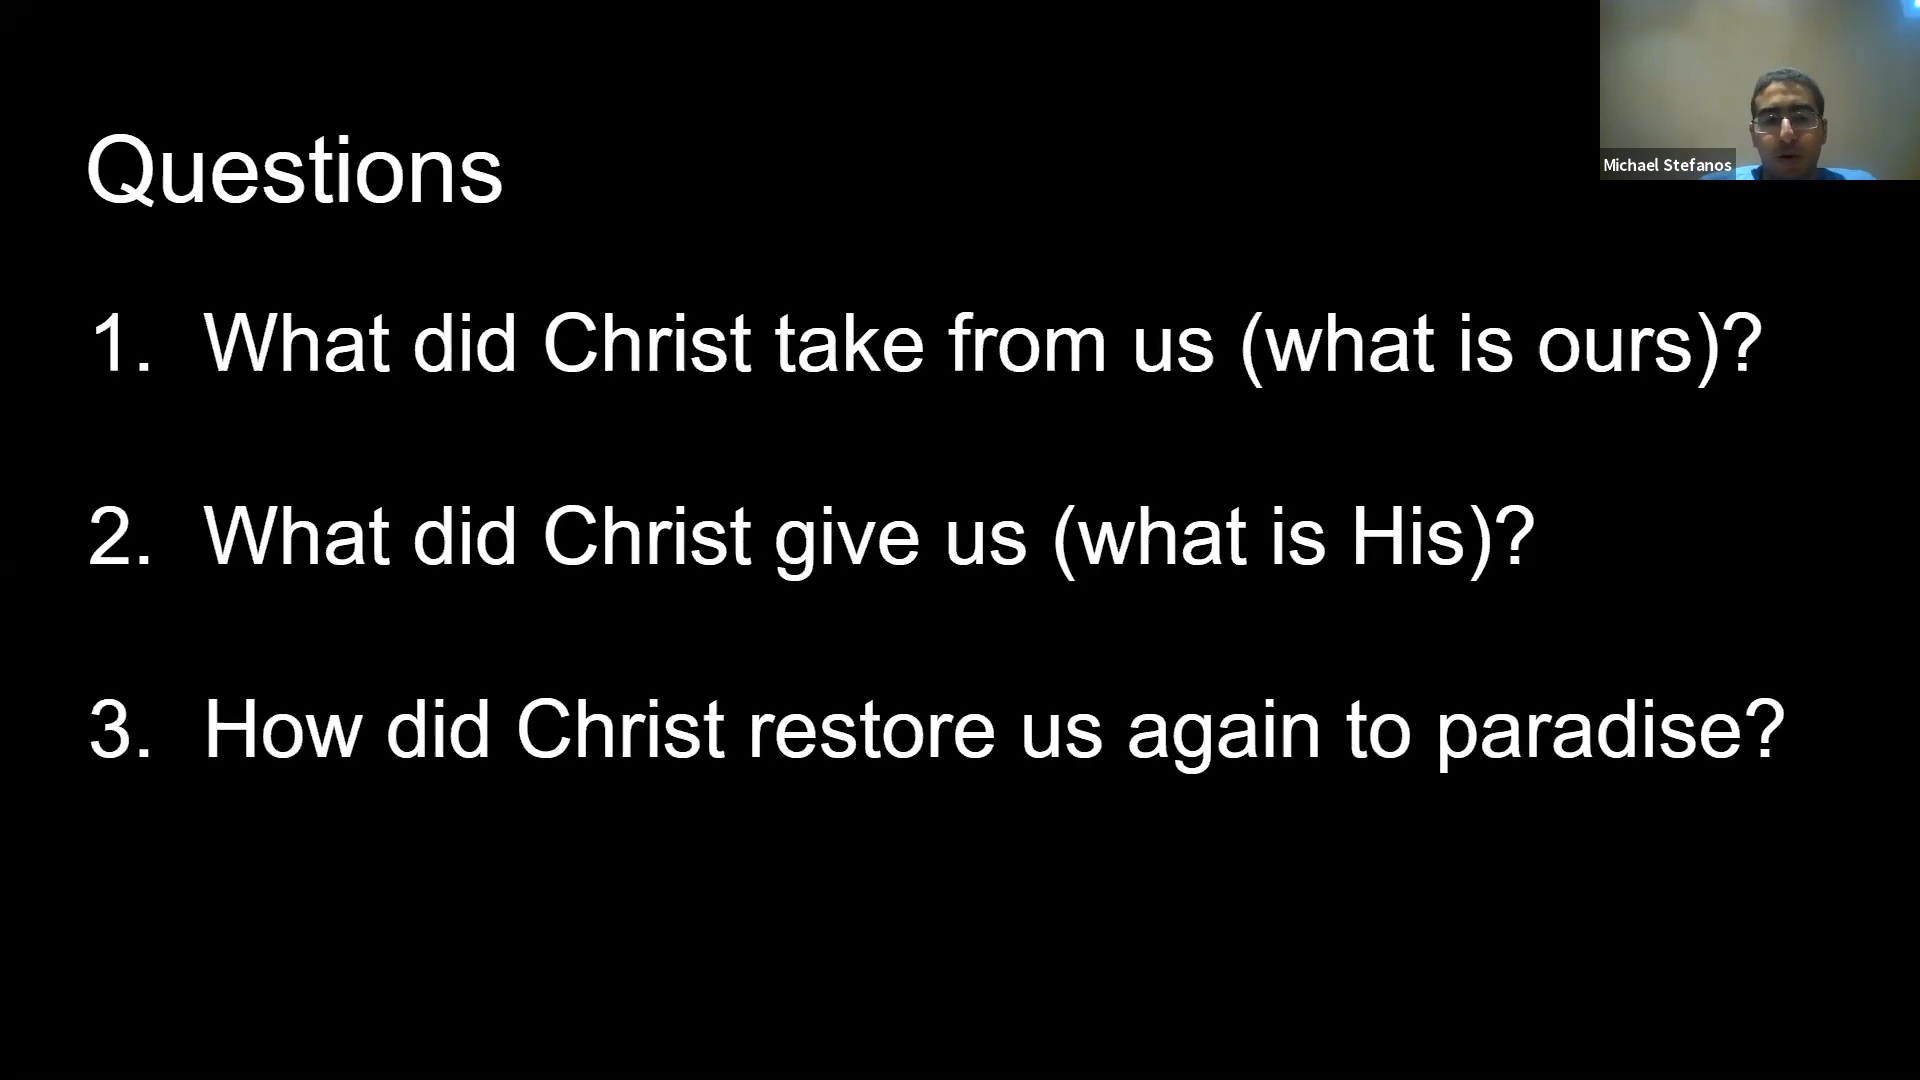 Michael Stefanos
Questions
1. What did Christ take from us (what is ours)?
2. What did Christ give us (what is His)?
3. How did Christ restore us again to paradise?